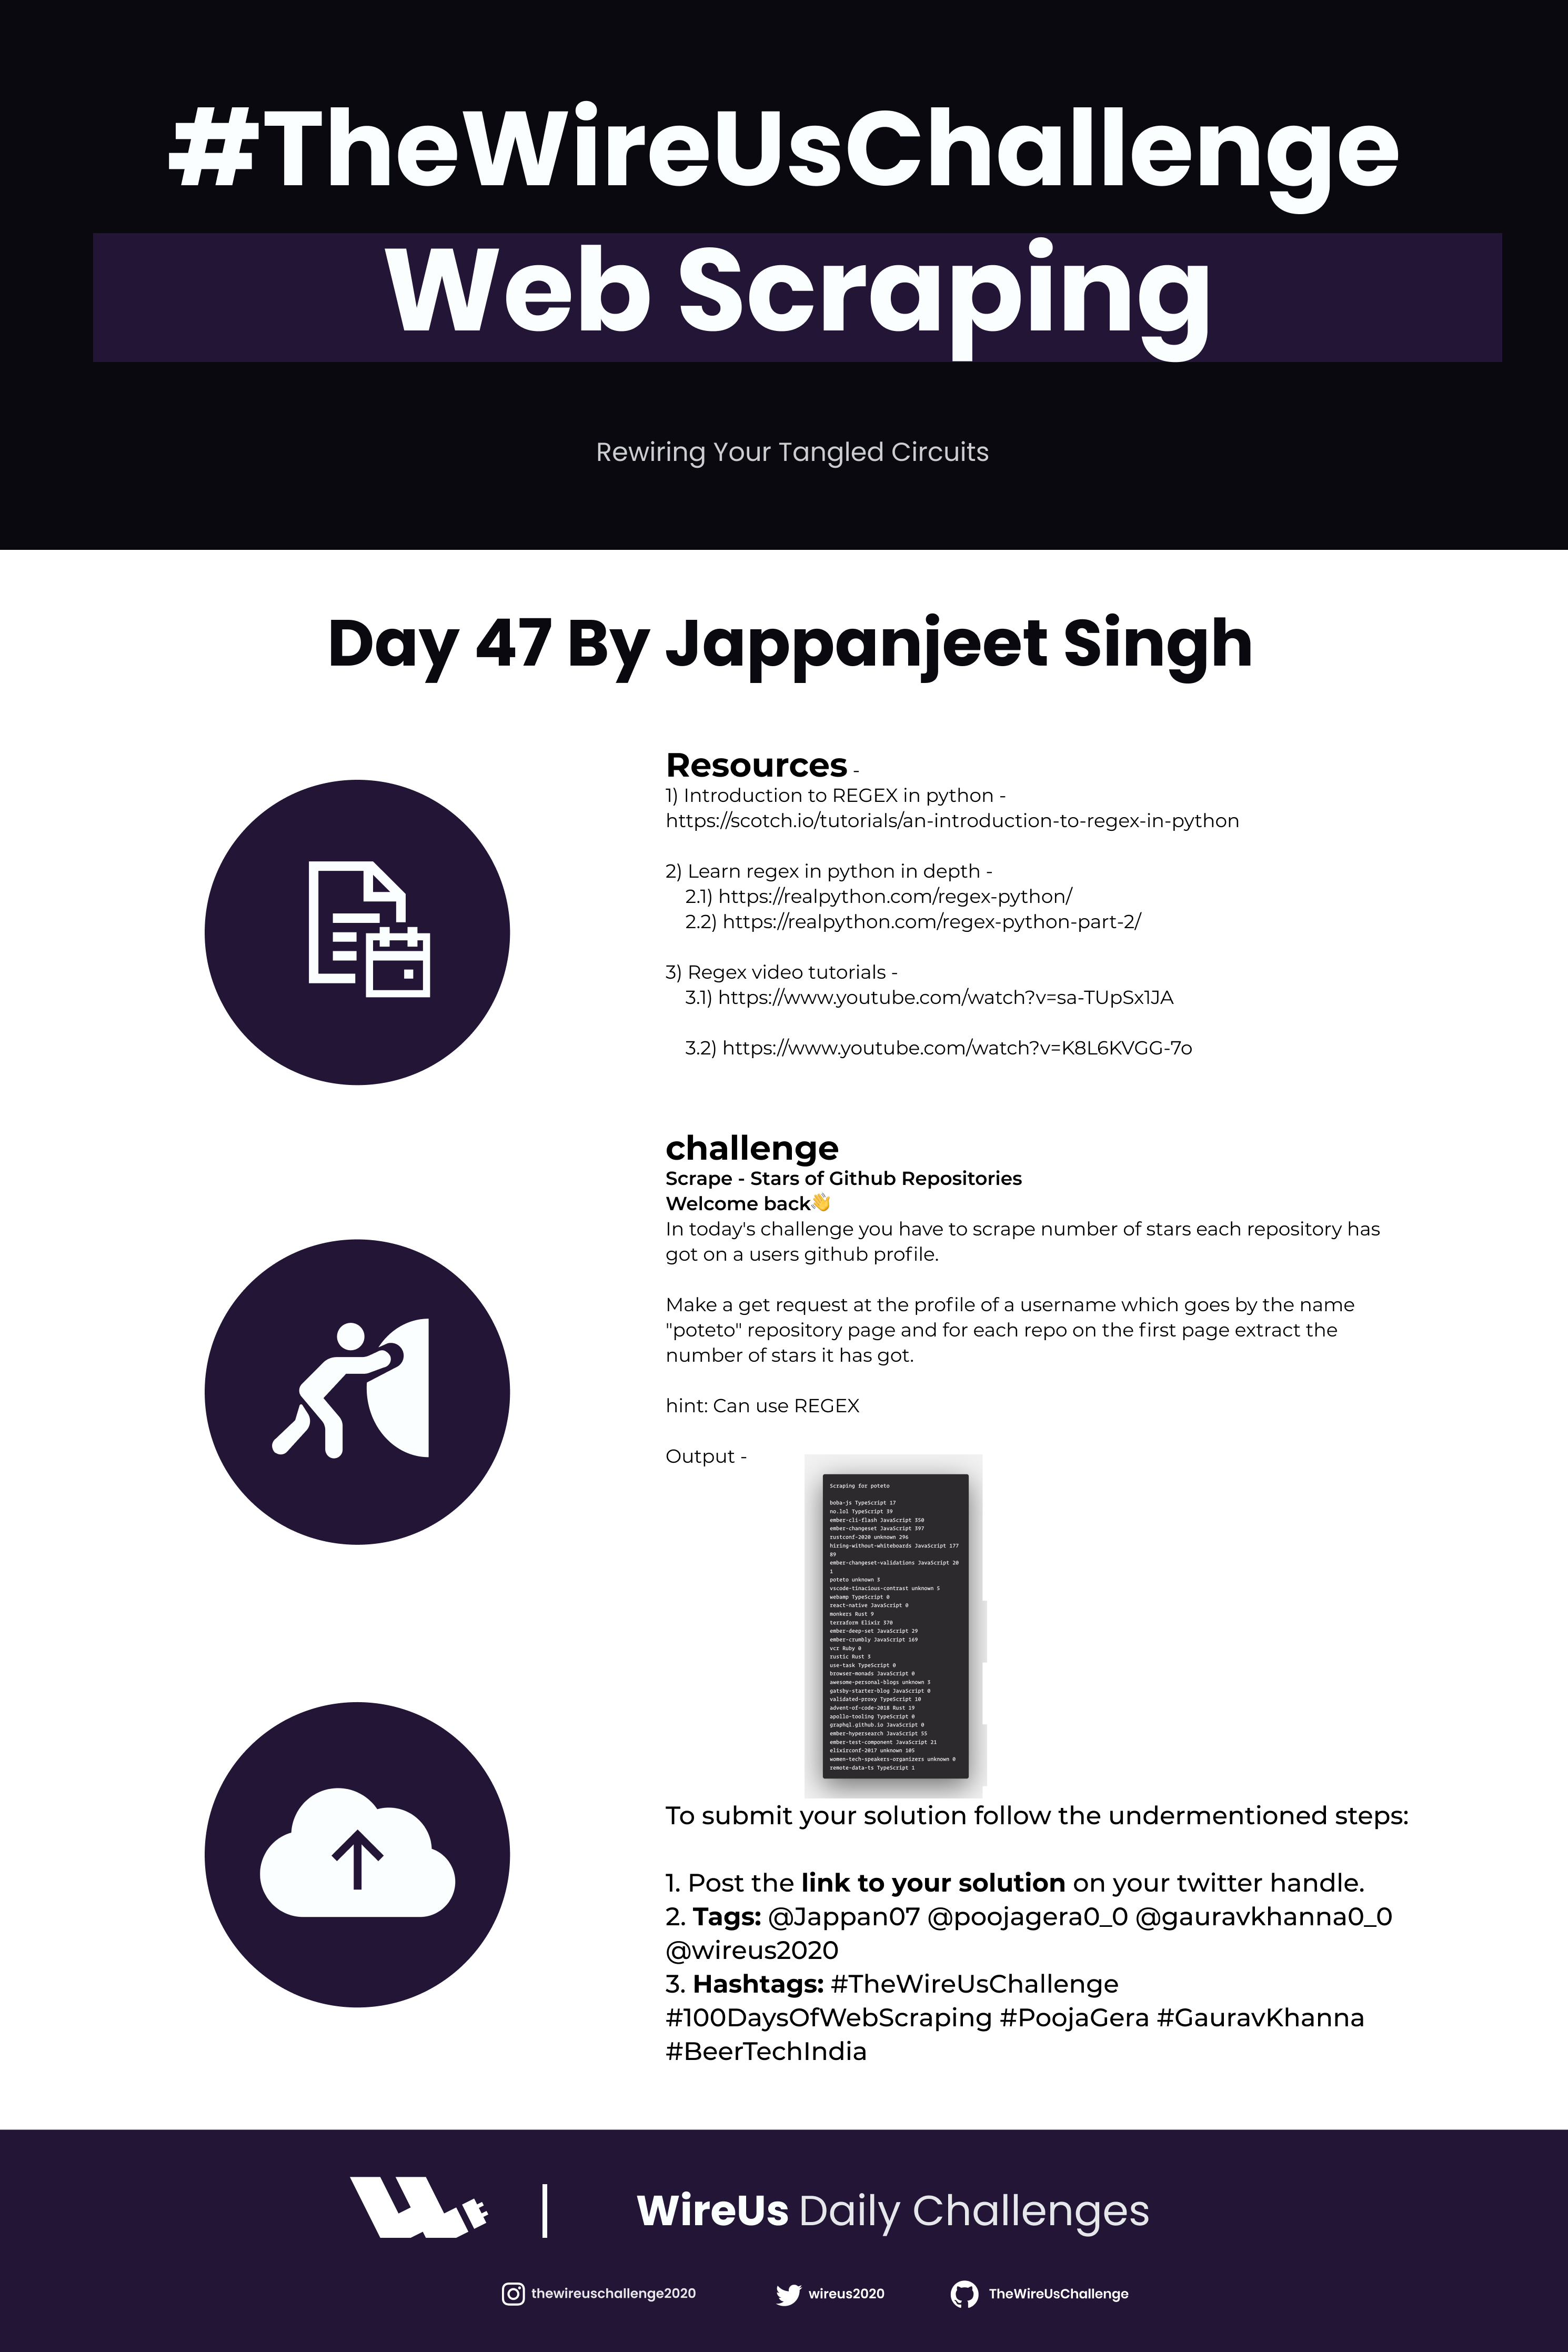 #TheWireUsChallenge
Web Scraping
Rewiring Your Tangled Circuits
Day 47 By Jappanjeet Singh
Resources -
1) Introduction to REGEX in python -
https://scotch.io/tutorials/an-introduction-to-regex-in-python
2) Learn regex in python in depth -
2.1) https://realpython.com/regex-python/
2.2) https://realpython.com/regex-python-part-2/
3) Regex video tutorials -
3.1) https://www.youtube.com/watch?v=sa-TUpSx1JA
3.2) https://www.youtube.com/watch?v=K8L6KVGG-7o
challenge
Scrape - Stars of Github Repositories
Welcome back👋
In today's challenge you have to scrape number of stars each repository has
got on a users github profile.
Make a get request at the profile of a username which goes by the name
"poteto" repository page and for each repo on the first page extract the
number of stars it has got.
hint: Can use REGEX
Output -
Scraping for poteto
boba-js TypeScript 17
no.lol TypeScript 39
ember-cli-flash JavaScript 350
ember-changeset JavaScript 397
rustconf-2020 unknown 296
hiring-without-whiteboards JavaScript 177
89
ember-changeset-validations JavaScript 20
1
poteto unknown 3
vscode-tinacious-contrast unknown 5
webamp TypeScript 0
react-native JavaScript 0
monkers Rust 9
terraform Elixir 370
ember-deep-set JavaScript 29
ember-crumbly JavaScript 169
vcr Ruby 0
rustic Rust 3
use-task TypeScript 0
browser-monads JavaScript 0
awesome-personal-blogs unknown 3
gatsby-starter-blog JavaScript 0
validated-proxy TypeScript 10
advent-of-code-2018 Rust 19
apollo-tooling TypeScript 0
graphql.github.io JavaScript 0
ember-hypersearch JavaScript 55
ember-test-component JavaScript 21
elixirconf-2017 unknown 105
women-tech-speakers-organizers unknown 0
remote-data-ts TypeScript 1
To submit your solution follow the undermentioned steps:
1. Post the link to your solution on your twitter handle.
2. Tags: @Jappan07 @poojagera0_0 @gauravkhanna0_0
@wireus2020
3. Hashtags: #TheWireUsChallenge
#100DaysOfWebScraping #PoojaGera #GauravKhanna
#BeerTechIndia
WireUs Daily Challenges
thewireuschallenge2020 wireus2020 TheWireUsChallenge